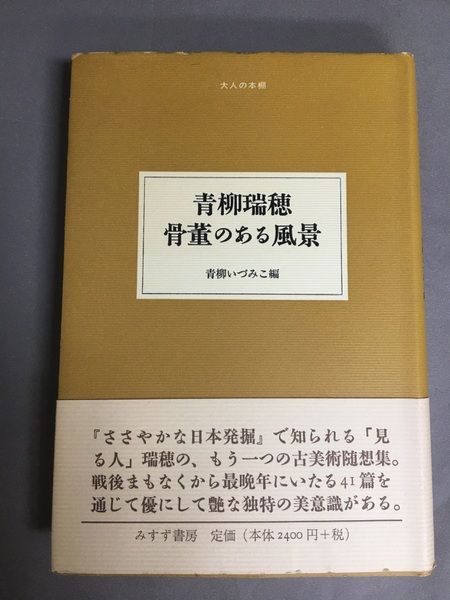 大人の本棚
青柳瑞穂
骨董のある風景
青柳いづみこ編
『ささやかな日本発掘』で知られる「見
る人」瑞穂の、もう一つの古美術随想集。
戦後まもなくから最晩年にいたる41篇を
通じて優にして艶な独特の美意識がある。
みすず書房 定価（本体2400円＋税）